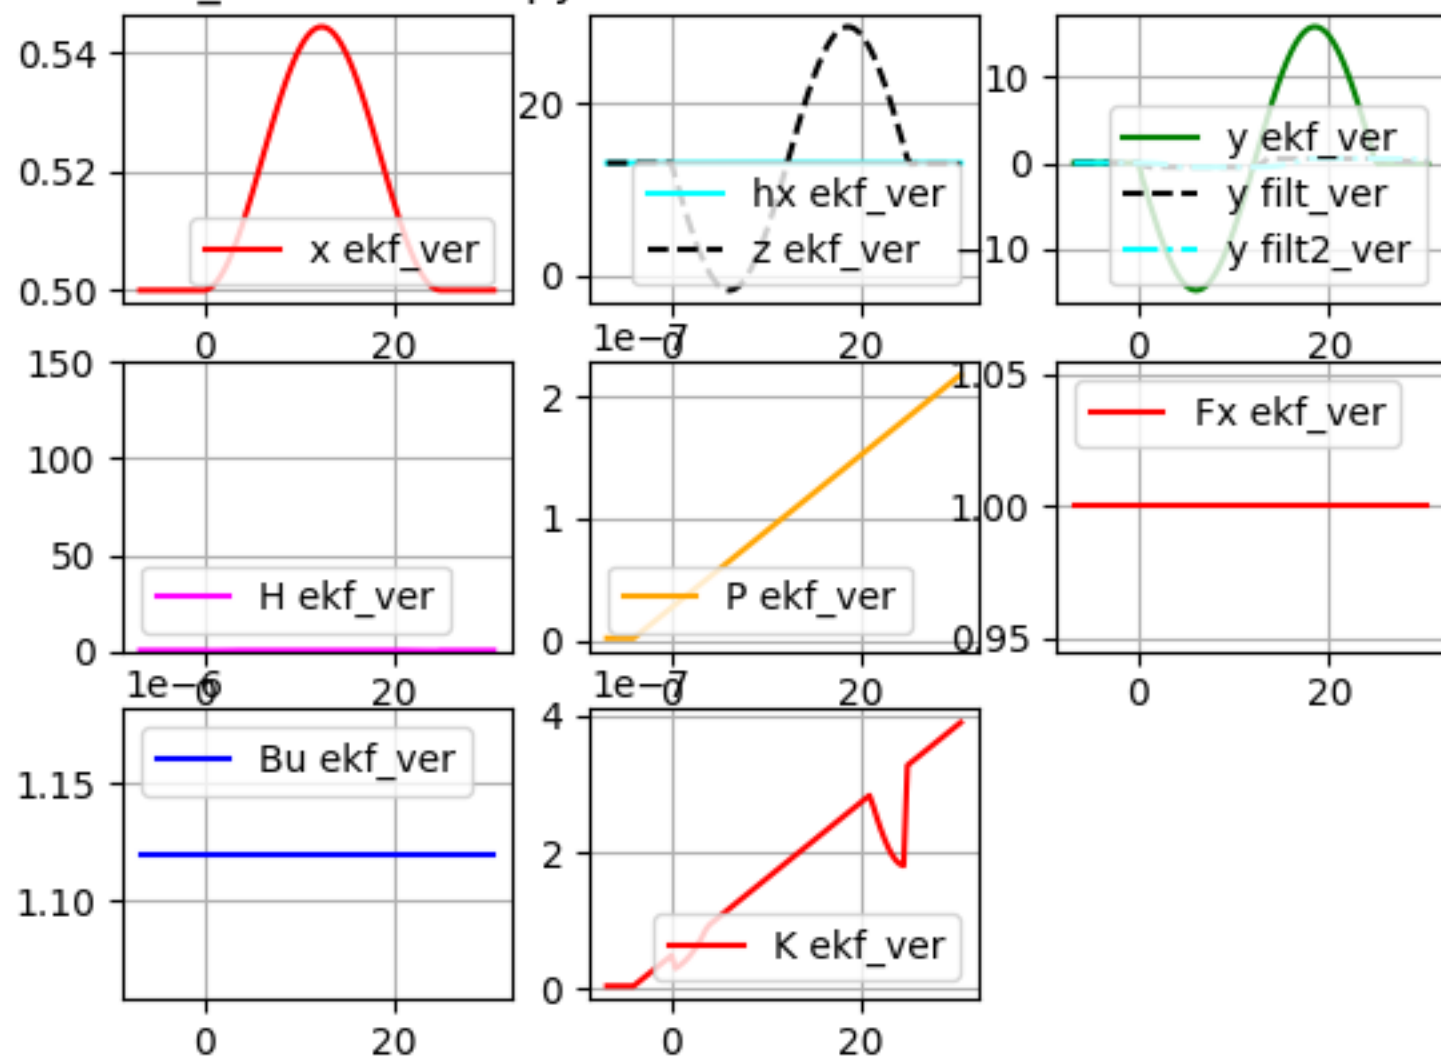 0.54
0.52
0.50
0 20
x ekf_ver
20
0
0 20
hx ekf_ver
z ekf_ver
10
0
−10
0 20
y ekf_ver
y filt_ver
y filt2_ver
150
100
50
0
0 20
H ekf_ver
1e−7
2
1
0
0 20
P ekf_ver
1.05
1.00
0.95
0 20
Fx ekf_ver
1e−6
1.15
1.10
0 20
Bu ekf_ver
1e−7
4
2
0
0 20
K ekf_ver